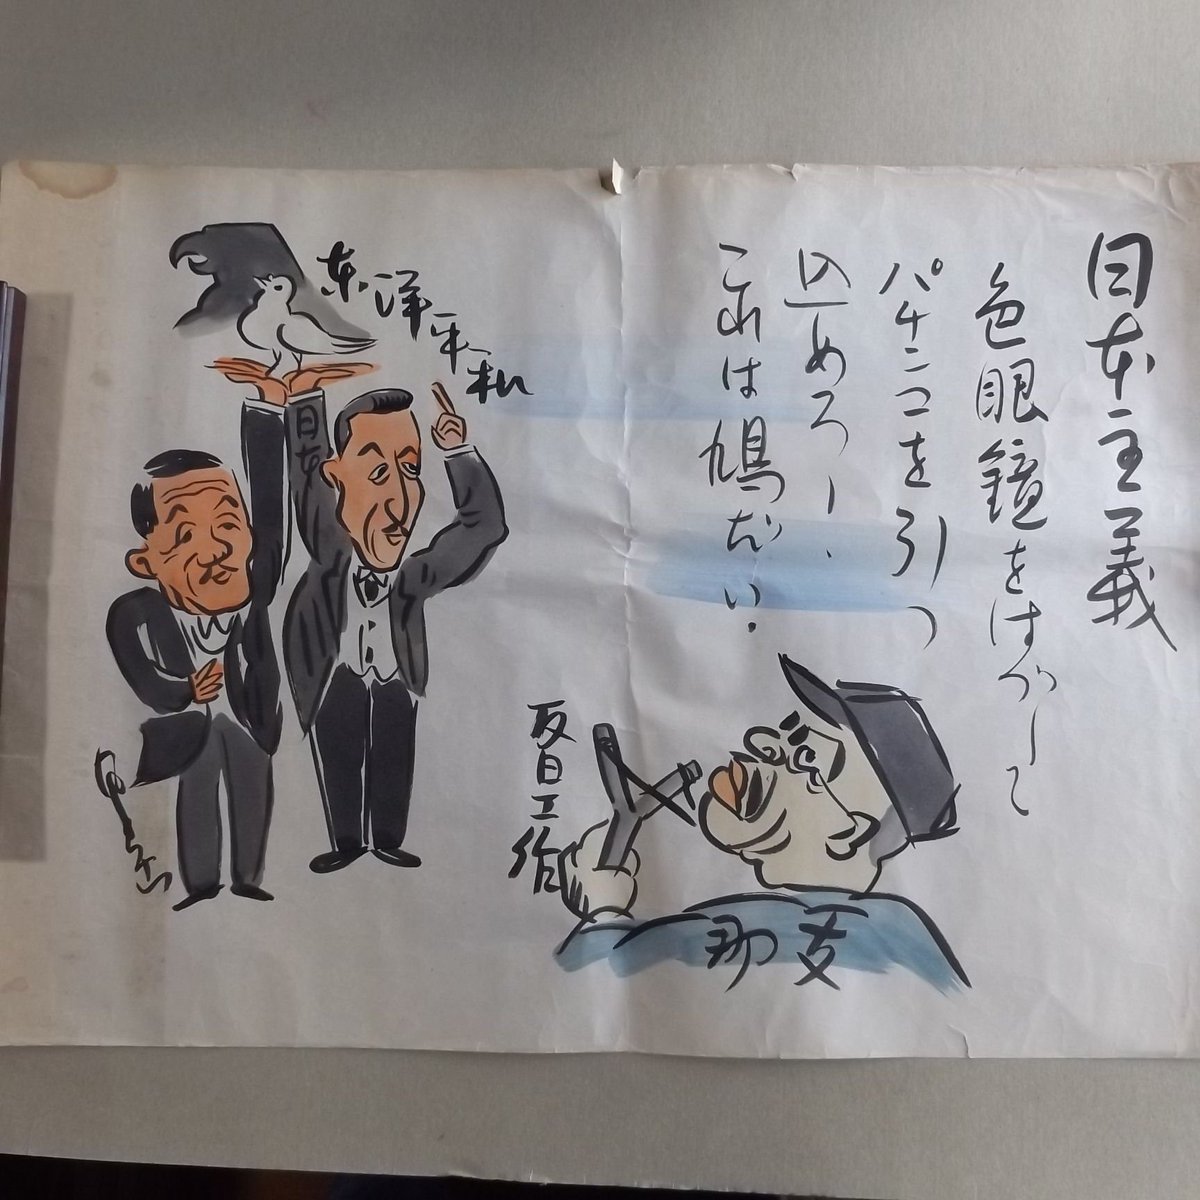 日本主義
色眼鏡をはづして
パチンコを引つ
込めろー、
これは鳩だい。
支那
反日工作
東洋平和
日本